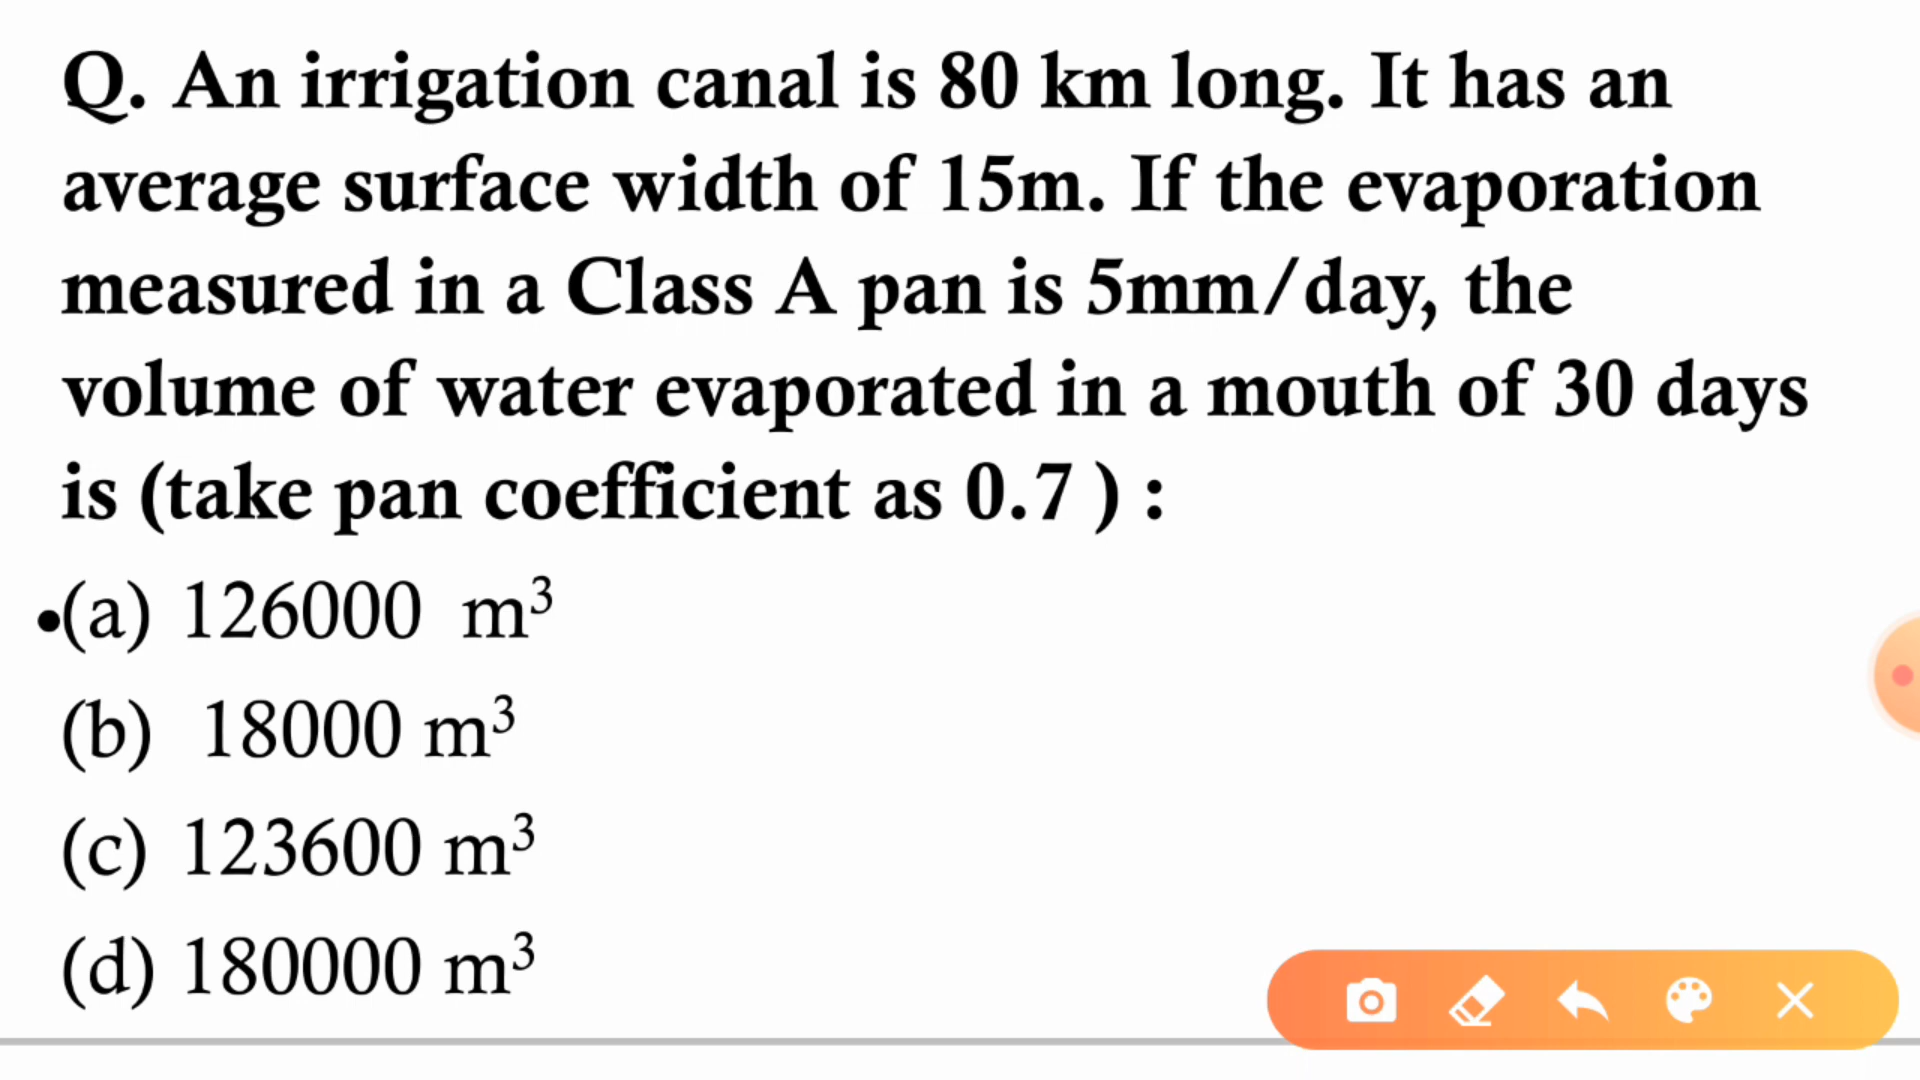 Q. An irrigation canal is 80 km long. It has an
average surface width of 15m. If the evaporation
measured in a Class A pan is 5mm/day, the
volume of water evaporated in a mouth of 30 days
is (take pan coefficient as 0.7 ) :
•(a) 126000 m³
(b) 18000 m³
(c) 123600 m³
(d) 180000 m³